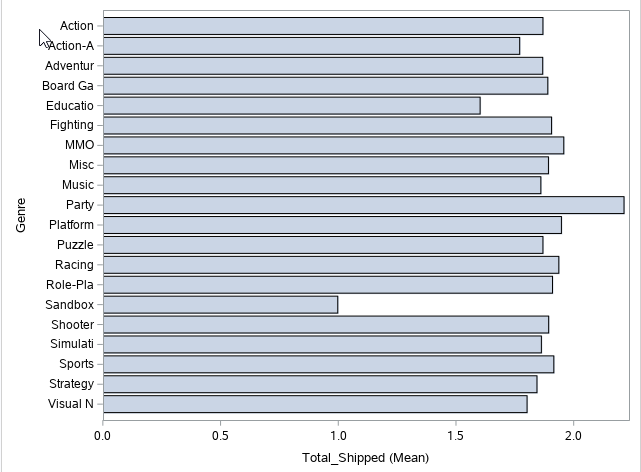 Action
Action-A
Adventur
Board Ga
Educatio
Fighting
MMO
Misc
Music
Party
Platform
Puzzle
Racing
Role-Pla
Sandbox
Shooter
Simulati
Sports
Strategy
Visual N
Genre
0.0 0.5 1.0 1.5 2.0
Total_Shipped (Mean)